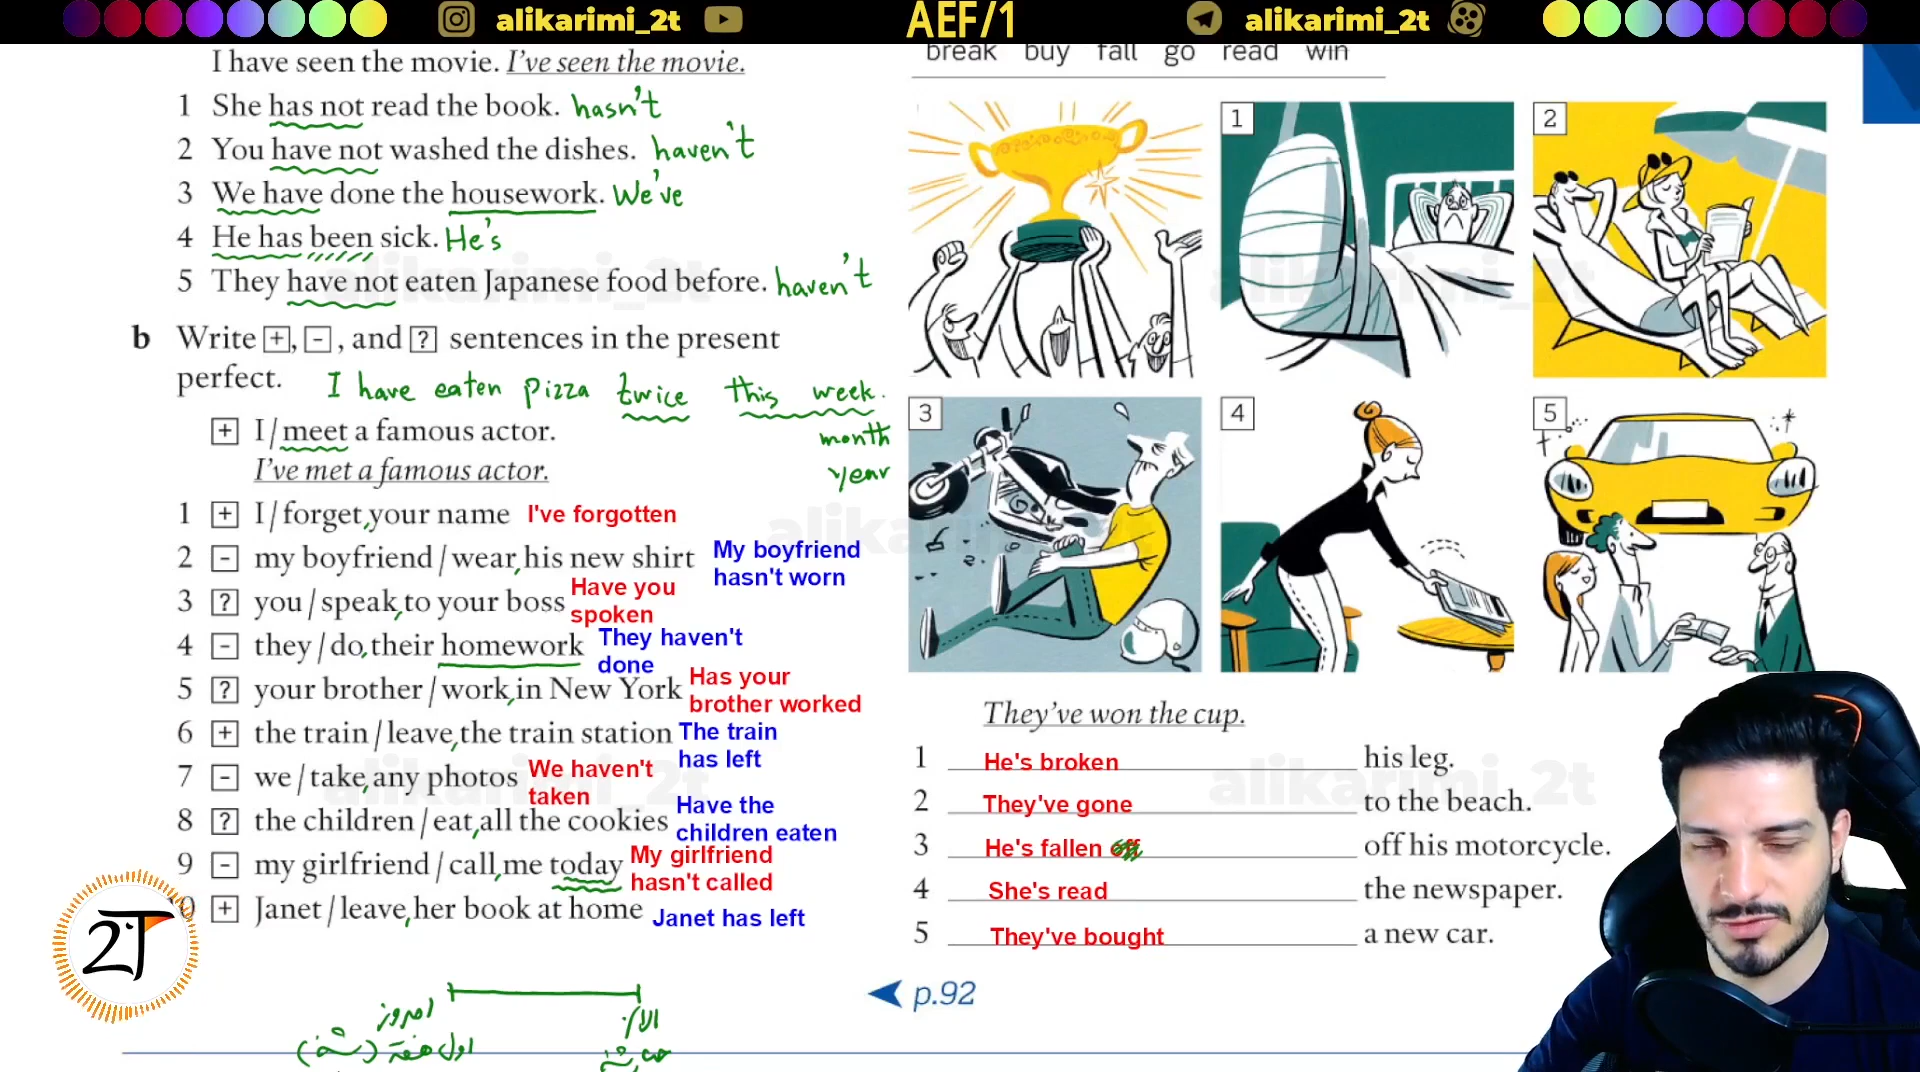 alikarimi_2t
AEF/1
alikarimi_2t
I have seen the movie. I've seen the movie.
1 She has not read the book. hasn't
2 You have not washed the dishes. haven't
3 We have done the housework. We've
4 He has been sick. He's
5 They have not eaten Japanese food before. haven't
b Write +, -, and ? sentences in the present
perfect. I have eaten pizza twice this week.
month
year
+ I/meet a famous actor.
I've met a famous actor.
1 + I/forget, your name I've forgotten
2 - my boyfriend/wear, his new shirt My boyfriend
hasn't worn
3 ? you/speak, to your boss Have you
spoken
4 - they/do, their homework They haven't
done
5 ? your brother/work, in New York Has your
brother worked
6 + the train/leave, the train station The train
has left
7 - we/take, any photos We haven't
taken
8 ? the children/eat, all the cookies Have the
children eaten
9 - my girlfriend/call, me today My girlfriend
hasn't called
+ Janet/leave, her book at home Janet has left
2T
امروز
الان
اول هفته (شنبه)
break buy fall go read win
1
2
3
4
5
They've won the cup.
1 He's broken his leg.
2 They've gone to the beach.
3 He's fallen off off his motorcycle.
4 She's read the newspaper.
5 They've bought a new car.
p.92
alikarimi_2t
alikarimi_2t
alikarimi_2t
alikarimi_2t